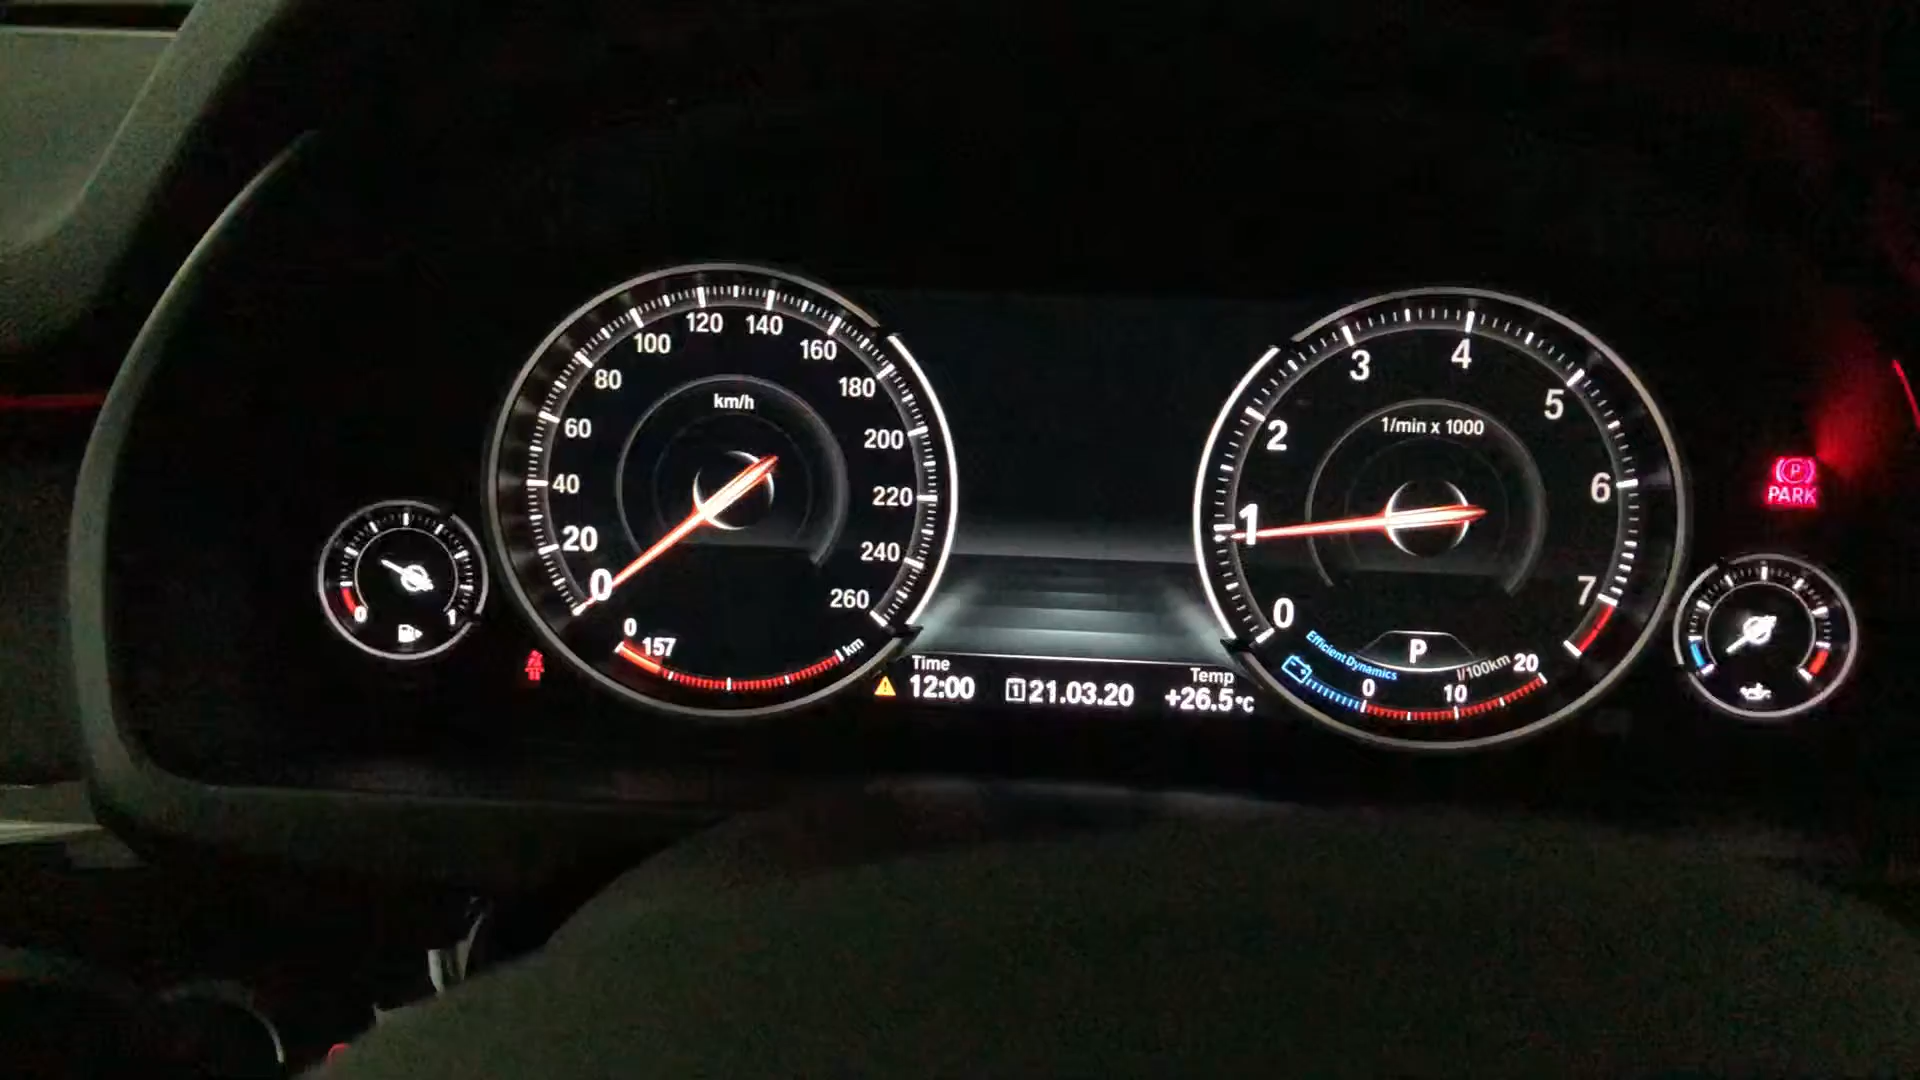 km/h
0
20
40
60
80
100
120
140
160
180
200
220
240
260
0
157
km
0
1
Time
12:00
1 21.03.20
Temp
+26.5°C
1/min x 1000
0
1
2
3
4
5
6
7
P
Efficient Dynamics
l/100km
0
10
20
P
PARK